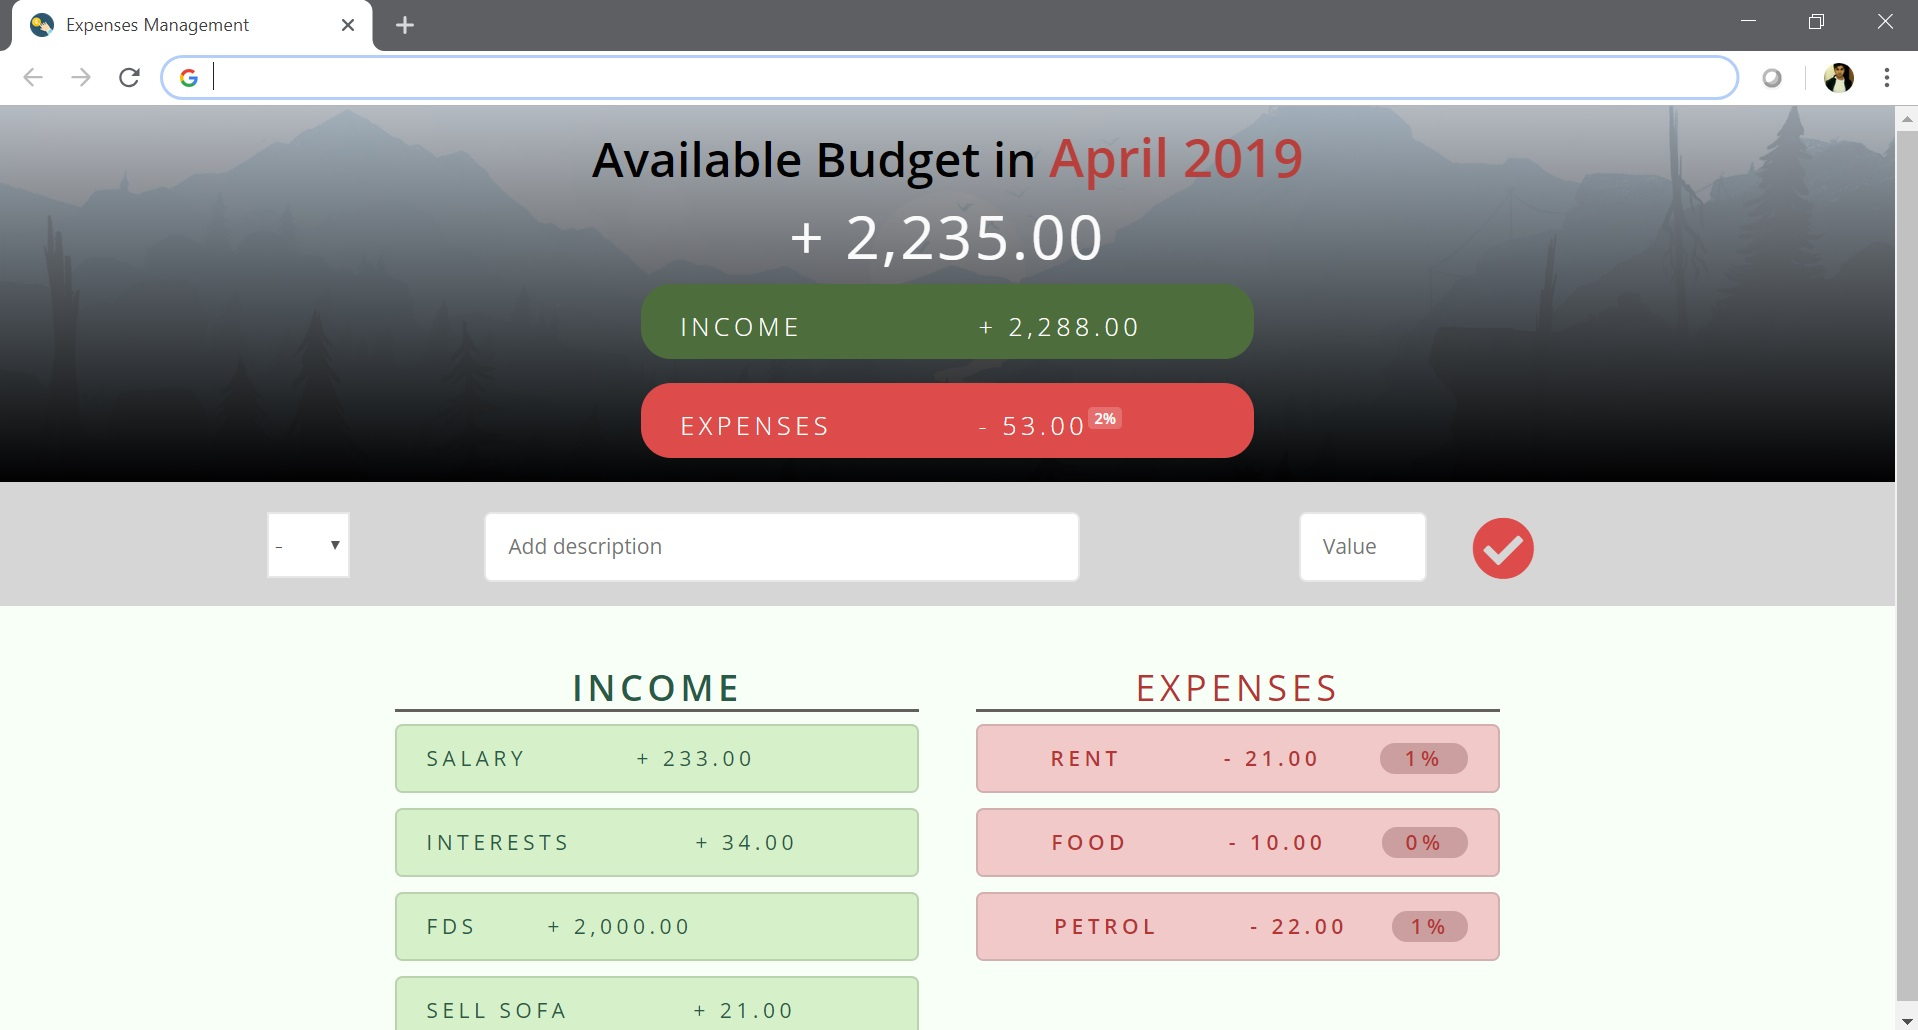 Expenses Management
Available Budget in April 2019
+ 2,235.00
INCOME + 2,288.00
EXPENSES - 53.00 2%
- Add description Value
INCOME
SALARY + 233.00
INTERESTS + 34.00
FDS + 2,000.00
SELL SOFA + 21.00
EXPENSES
RENT - 21.00 1%
FOOD - 10.00 0%
PETROL - 22.00 1%